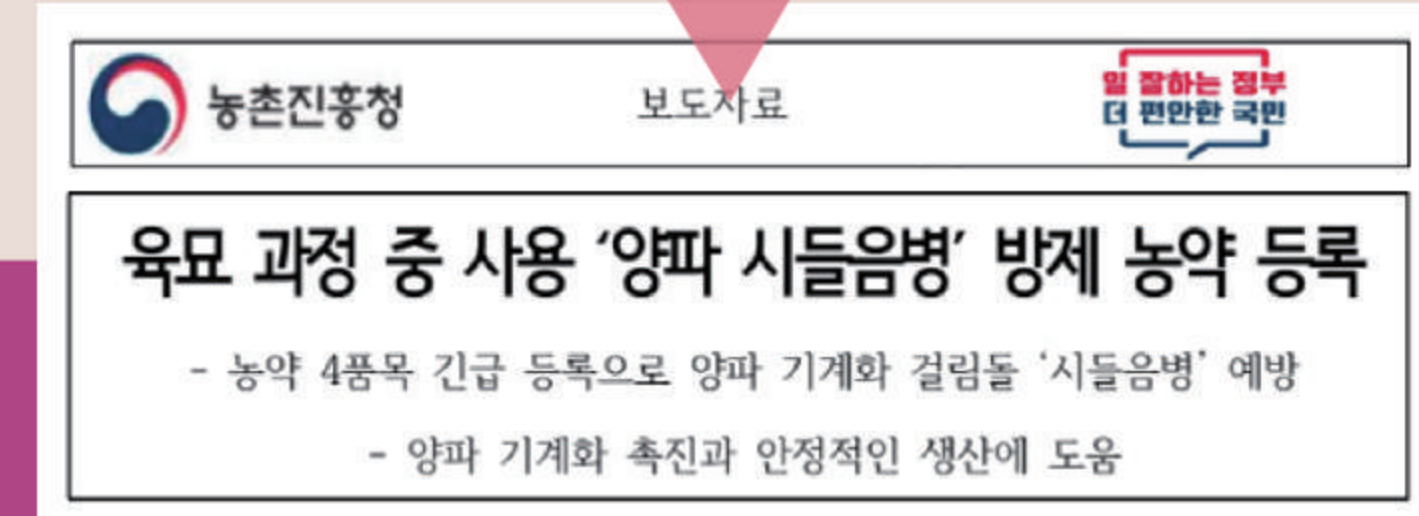 농촌진흥청
보도자료
일 잘하는 정부
더 편안한 국민
육묘 과정 중 사용 ‘양파 시들음병’ 방제 농약 등록
- 농약 4품목 긴급 등록으로 양파 기계화 걸림돌 ‘시들음병’ 예방
- 양파 기계화 촉진과 안정적인 생산에 도움